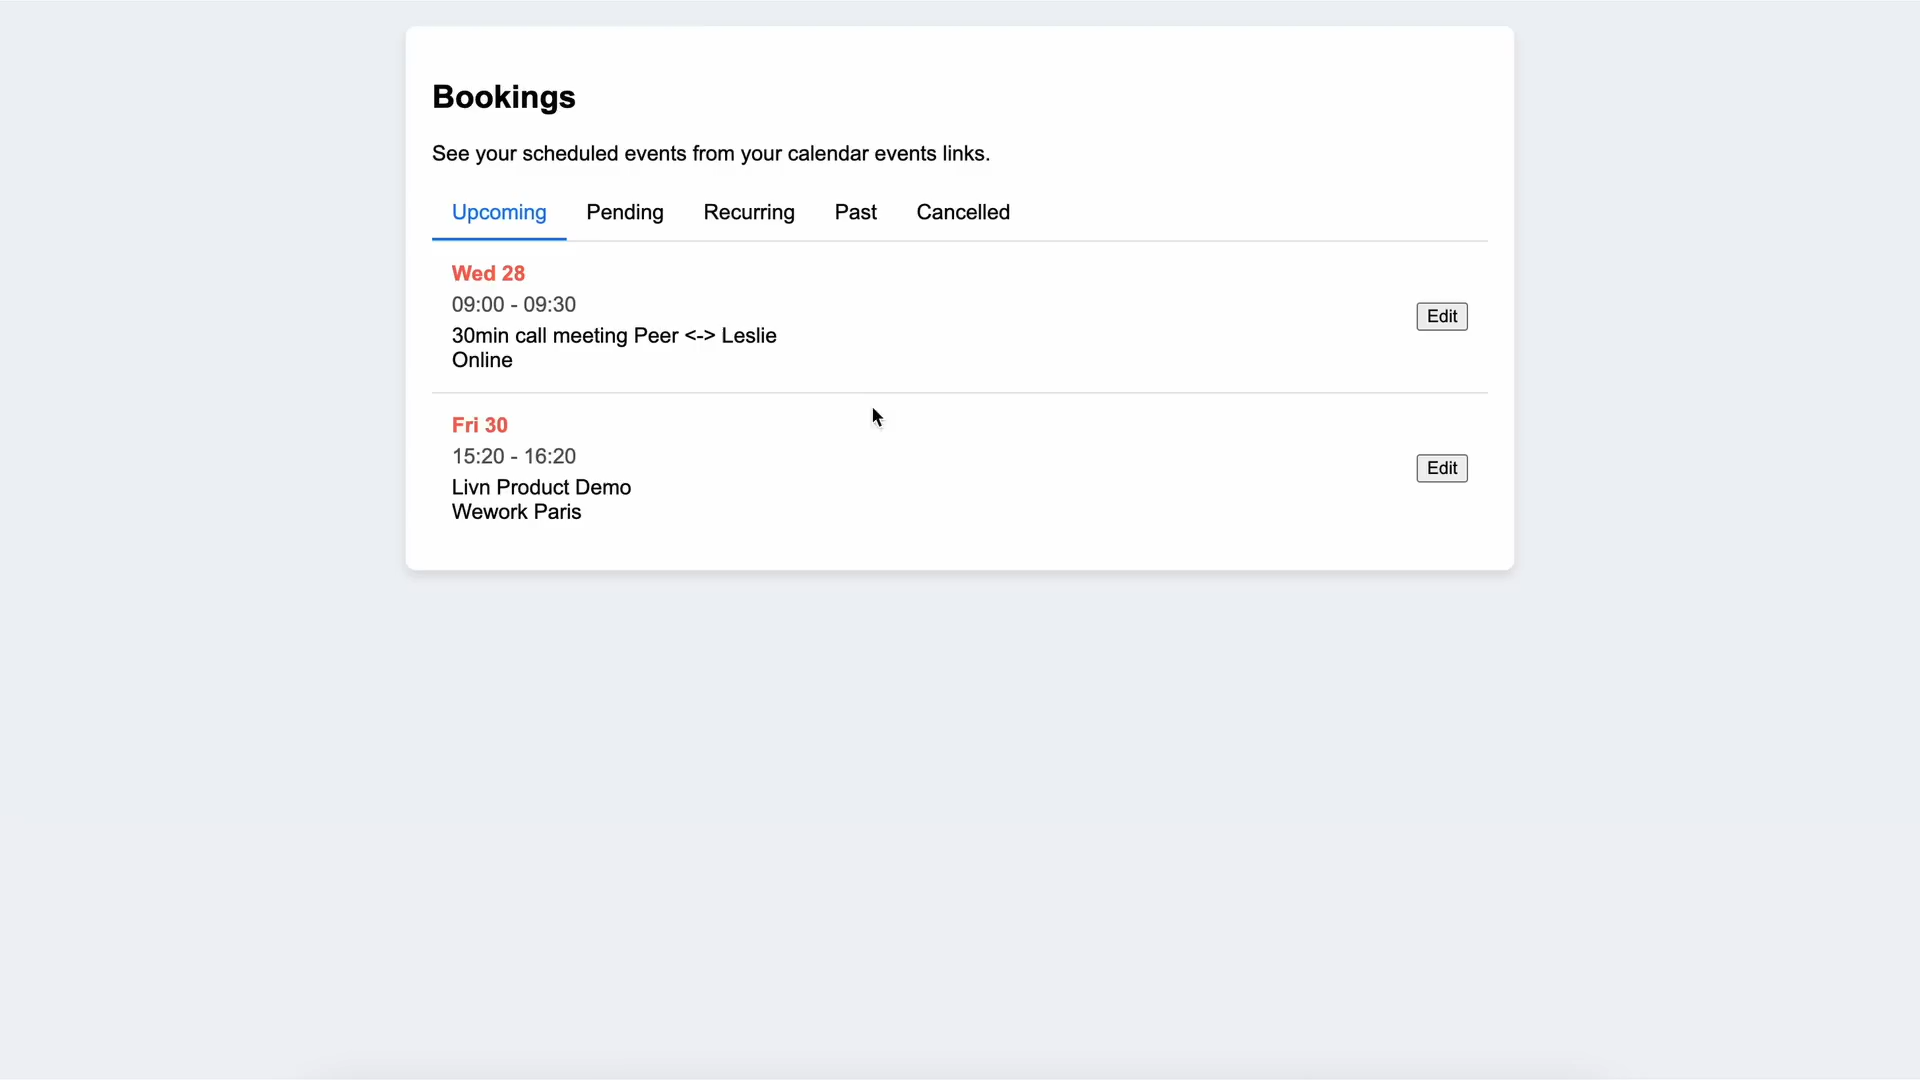 Bookings
See your scheduled events from your calendar events links.
Upcoming Pending Recurring Past Cancelled
Wed 28
09:00 - 09:30
30min call meeting Peer <-> Leslie
Online
Edit
Fri 30
15:20 - 16:20
Livn Product Demo
Wework Paris
Edit